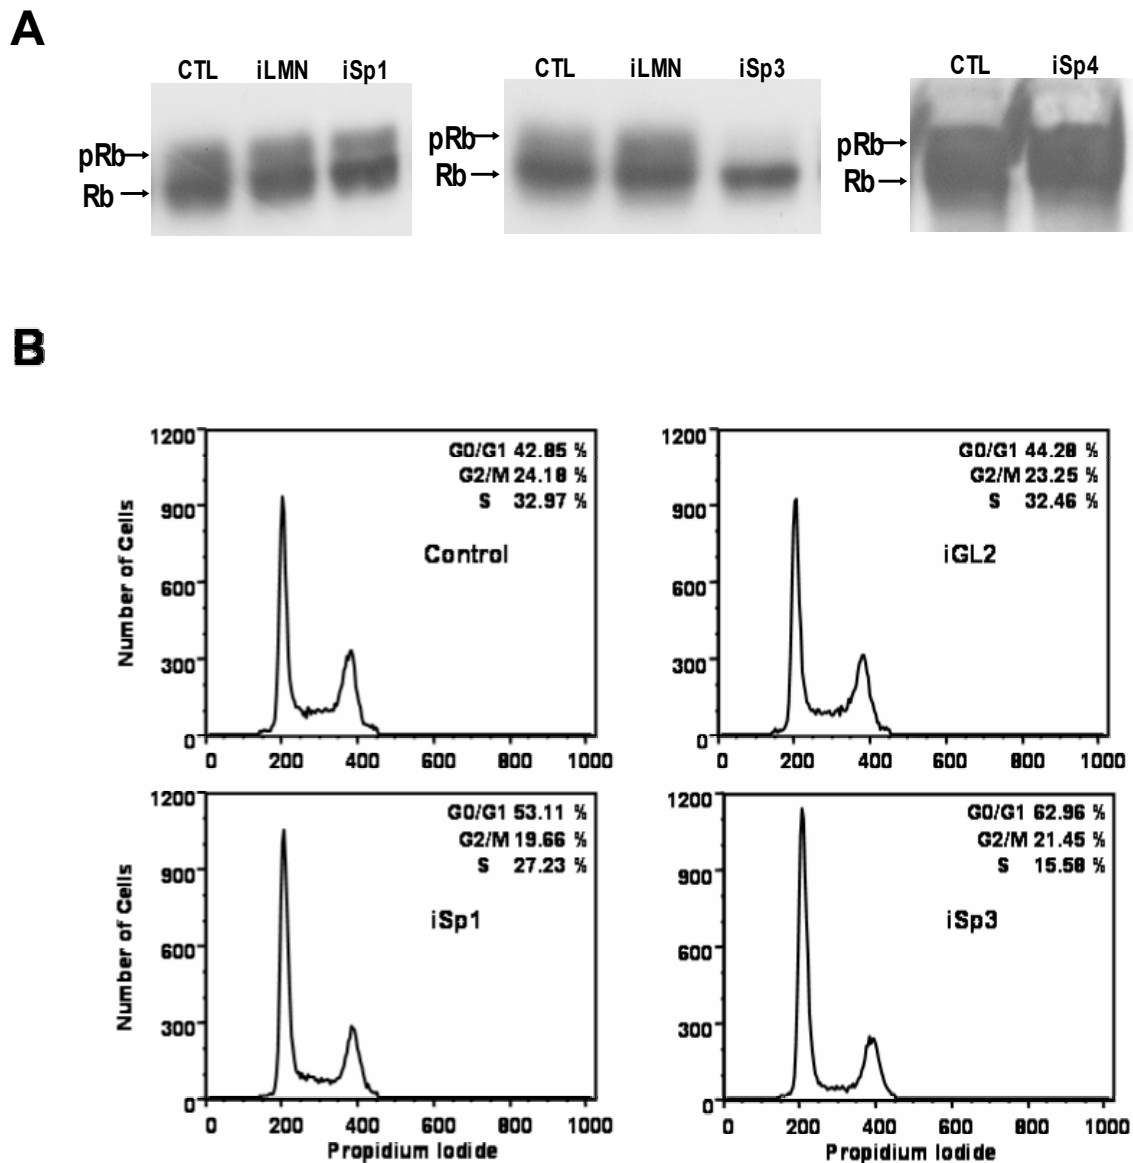 A
CTL iLMN iSp1
pRb
Rb
CTL iLMN iSp3
pRb
Rb
CTL iSp4
pRb
Rb
B
1200
900
600
300
0
Number of Cells
G0/G1 42.85 %
G2/M 24.18 %
S 32.97 %
Control
0 200 400 600 800 1000
1200
900
600
300
0
G0/G1 44.28 %
G2/M 23.25 %
S 32.46 %
iGL2
0 200 400 600 800 1000
1200
900
600
300
0
Number of Cells
G0/G1 53.11 %
G2/M 19.66 %
S 27.23 %
iSp1
0 200 400 600 800 1000
Propidium Iodide
1200
900
600
300
0
G0/G1 62.96 %
G2/M 21.45 %
S 15.58 %
iSp3
0 200 400 600 800 1000
Propidium Iodide